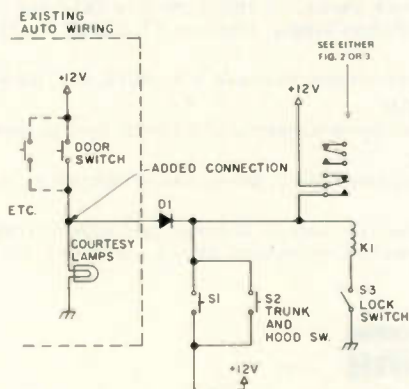 EXISTING
AUTO WIRING
SEE EITHER
FIG. 2 OR 3
+12V
+12V
DOOR
SWITCH
ADDED CONNECTION
ETC.
D1
COURTESY
LAMPS
K1
S1
S2
TRUNK
AND
HOOD SW.
S3
LOCK
SWITCH
+12V